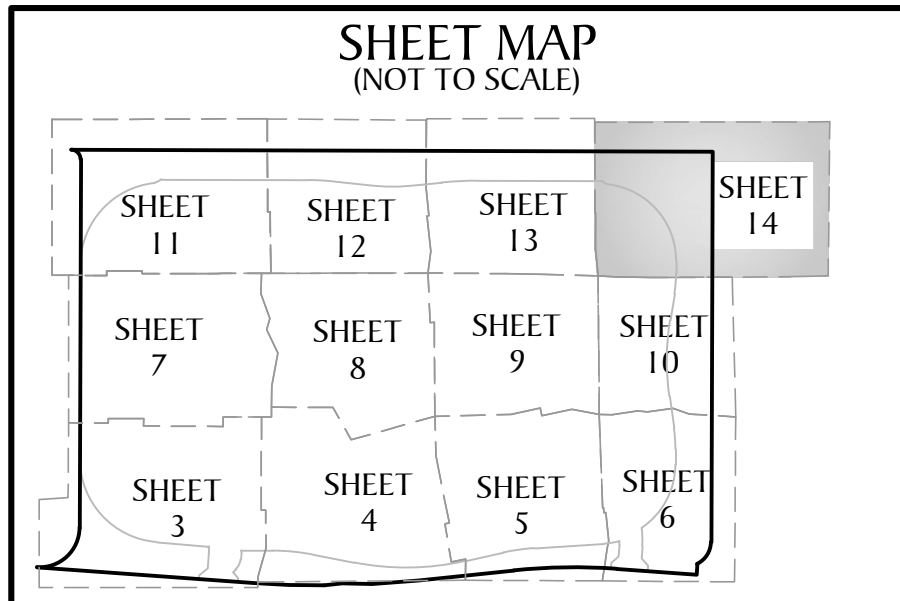 SHEET MAP
(NOT TO SCALE)
SHEET
11
SHEET
12
SHEET
13
SHEET
14
SHEET
7
SHEET
8
SHEET
9
SHEET
10
SHEET
3
SHEET
4
SHEET
5
SHEET
6